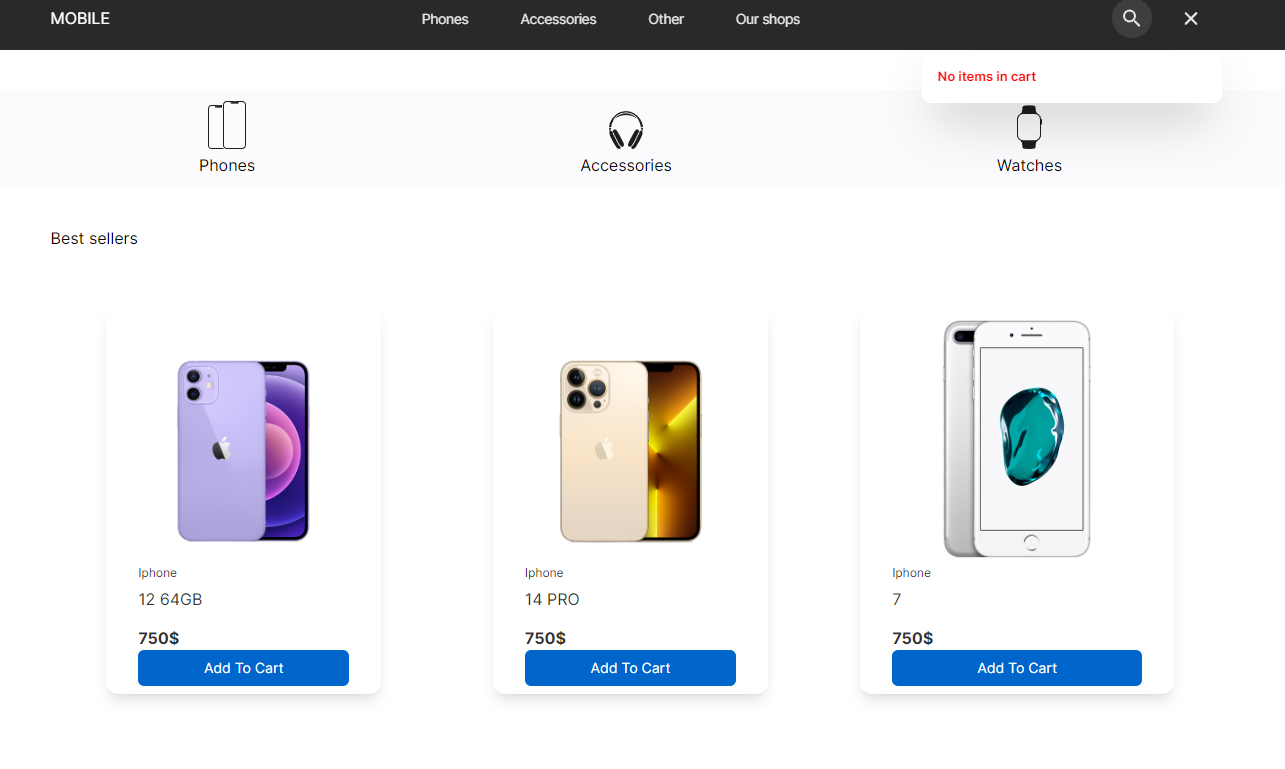 MOBILE Phones Accessories Other Our shops
No items in cart
Phones Accessories Watches
Best sellers
Iphone
12 64GB
750$
Add To Cart
Iphone
14 PRO
750$
Add To Cart
Iphone
7
750$
Add To Cart